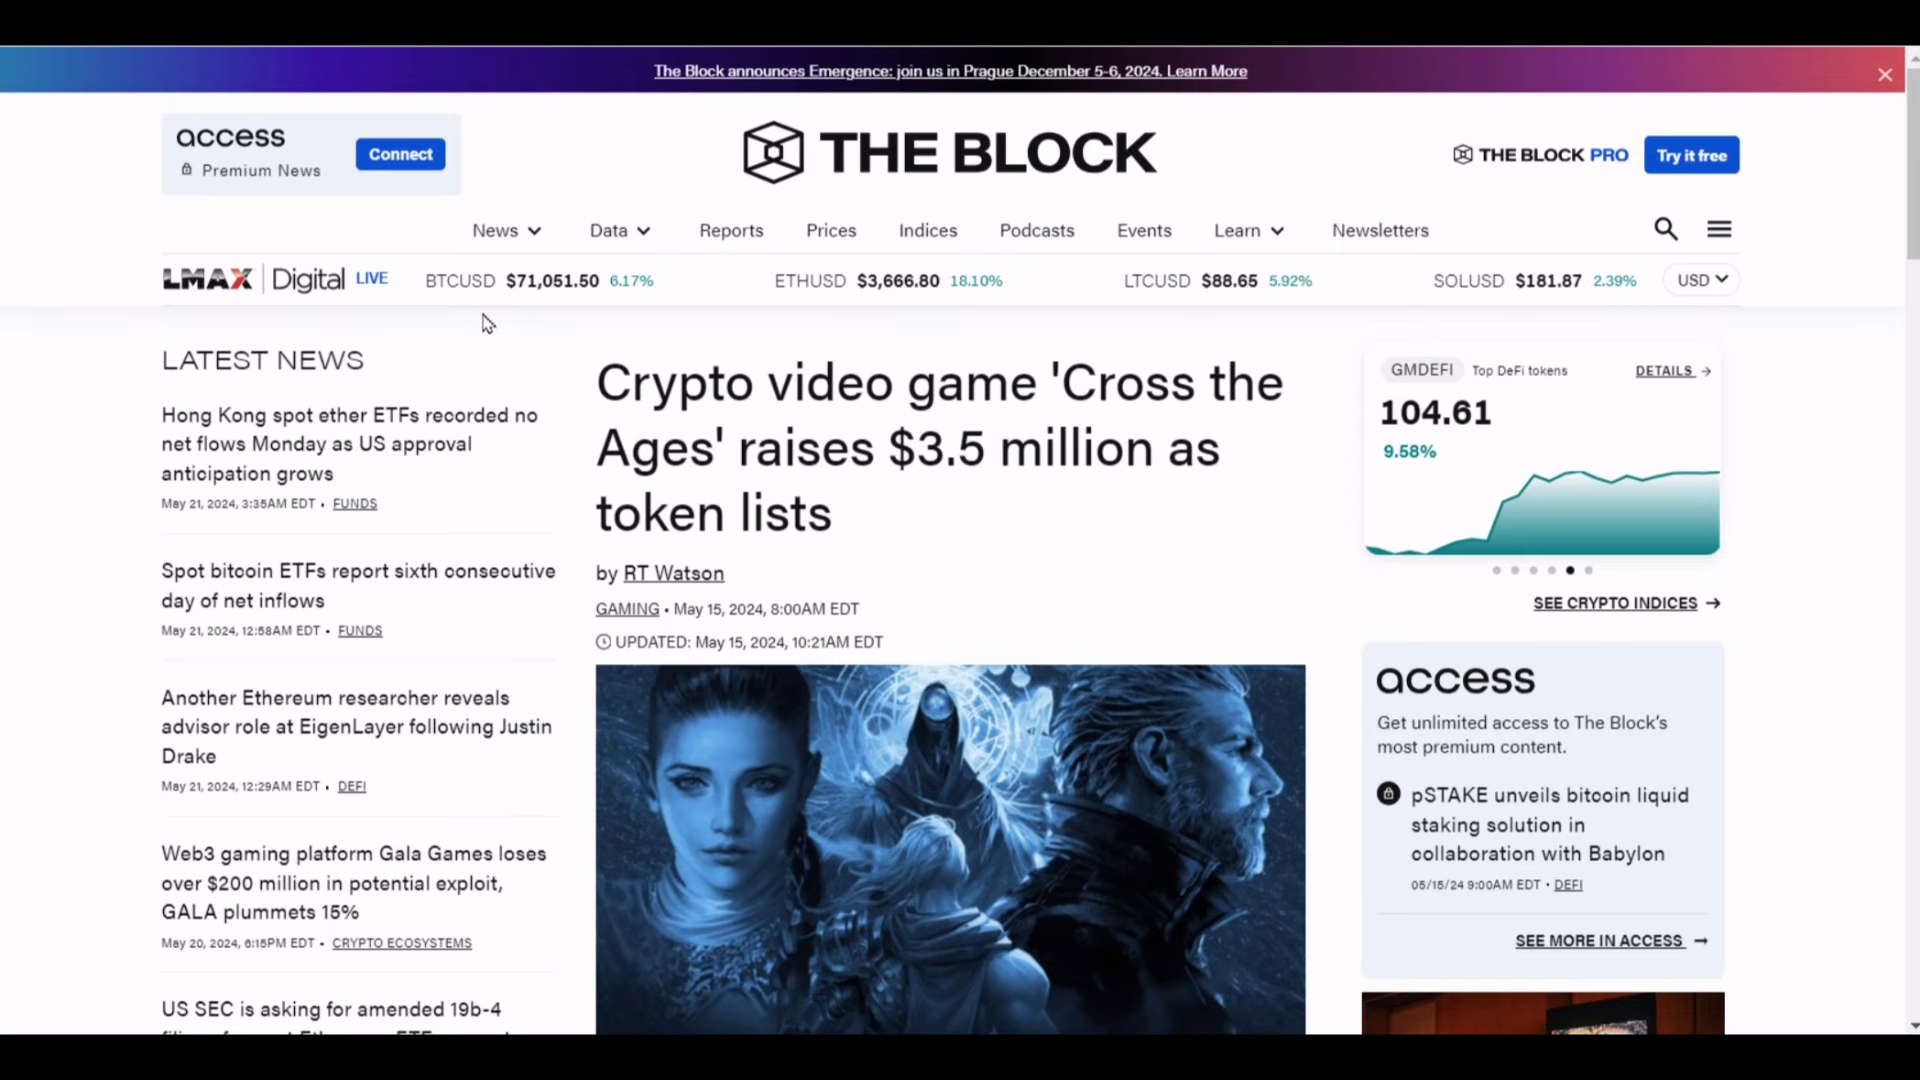 The Block announces Emergence: join us in Prague December 5-6, 2024. Learn More
access
Premium News
Connect
THE BLOCK
THE BLOCK PRO
Try it free
News
Data
Reports
Prices
Indices
Podcasts
Events
Learn
Newsletters
LMAX Digital LIVE
BTCUSD $71,051.50 6.17%
ETHUSD $3,666.80 18.10%
LTCUSD $88.65 5.92%
SOLUSD $181.87 2.39%
USD
LATEST NEWS
Hong Kong spot ether ETFs recorded no
net flows Monday as US approval
anticipation grows
May 21, 2024, 3:35AM EDT • FUNDS
Spot bitcoin ETFs report sixth consecutive
day of net inflows
May 21, 2024, 12:58AM EDT • FUNDS
Another Ethereum researcher reveals
advisor role at EigenLayer following Justin
Drake
May 21, 2024, 12:29AM EDT • DEFI
Web3 gaming platform Gala Games loses
over $200 million in potential exploit,
GALA plummets 15%
May 20, 2024, 6:15PM EDT • CRYPTO ECOSYSTEMS
US SEC is asking for amended 19b-4
Crypto video game 'Cross the
Ages' raises $3.5 million as
token lists
by RT Watson
GAMING • May 15, 2024, 8:00AM EDT
UPDATED: May 15, 2024, 10:21AM EDT
GMDEFI Top DeFi tokens
DETAILS →
104.61
9.58%
SEE CRYPTO INDICES →
access
Get unlimited access to The Block's
most premium content.
pSTAKE unveils bitcoin liquid
staking solution in
collaboration with Babylon
05/15/24 9:00AM EDT • DEFI
SEE MORE IN ACCESS →